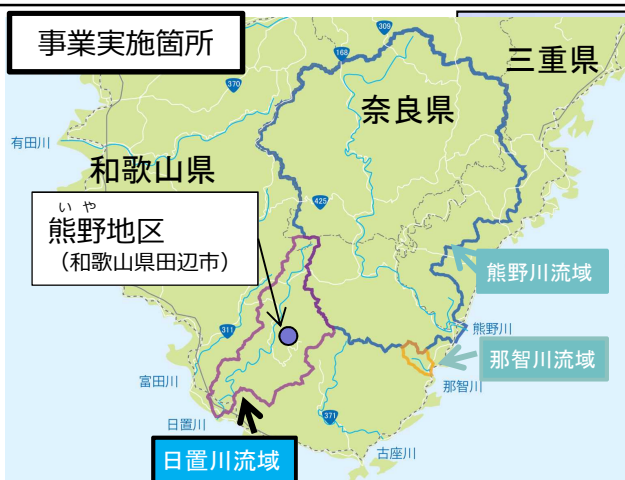 事業実施箇所
309
168
三重県
370
奈良県
有田川
和歌山県
いや
熊野地区
（和歌山県田辺市）
425
熊野川流域
311
熊野川
那智川流域
富田川
那智川
日置川
371
古座川
日置川流域